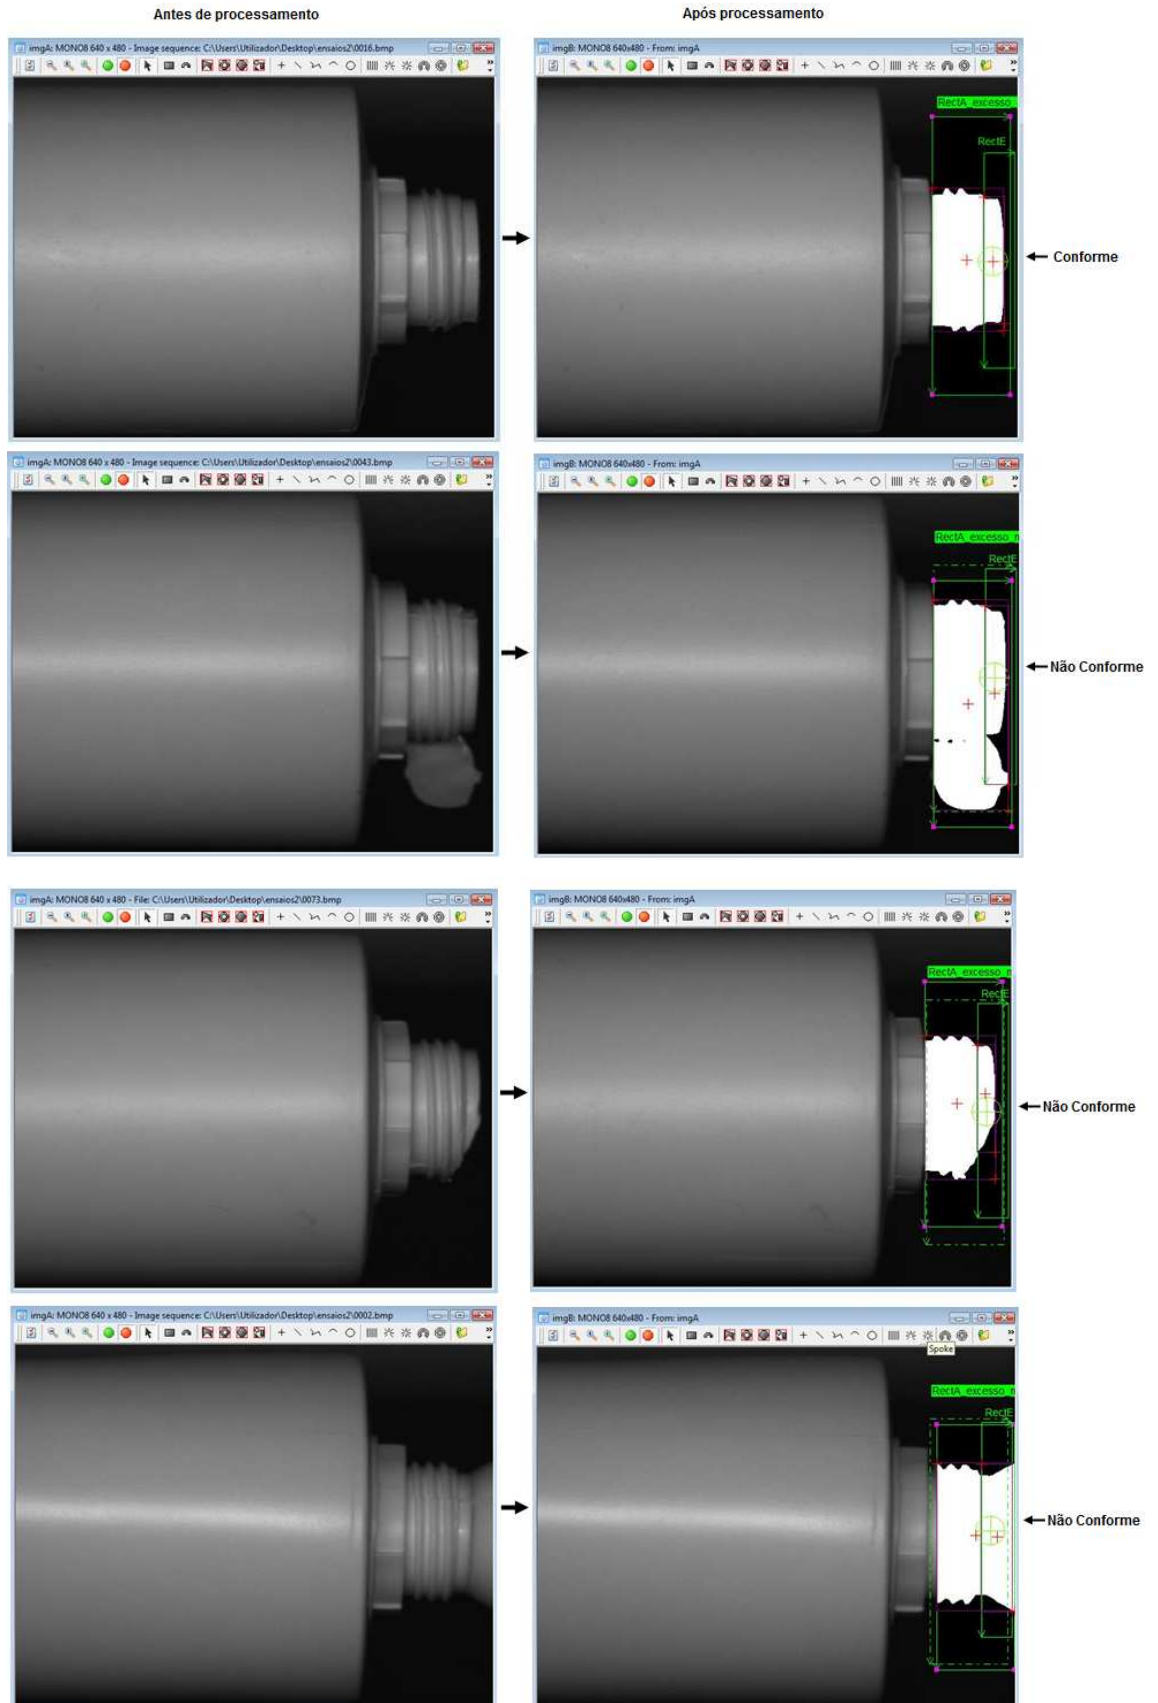 Antes de processamento
Após processamento
imgA: MONO8 640 x 480 - Image sequence: C:\Users\Utilizador\Desktop\ensaios2\0016.bmp
imgB: MONO8 640x480 - From: imgA
RectA_excesso_
RectE
Conforme
imgA: MONO8 640 x 480 - Image sequence: C:\Users\Utilizador\Desktop\ensaios2\0043.bmp
imgB: MONO8 640x480 - From: imgA
RectA_excesso_n
RectE
Não Conforme
imgA: MONO8 640 x 480 - File: C:\Users\Utilizador\Desktop\ensaios2\0073.bmp
imgB: MONO8 640x480 - From: imgA
RectA_excesso_n
RectE
Não Conforme
imgA: MONO8 640 x 480 - Image sequence: C:\Users\Utilizador\Desktop\ensaios2\0002.bmp
imgB: MONO8 640x480 - From: imgA
Spoke
RectA_excesso_n
RectE
Não Conforme